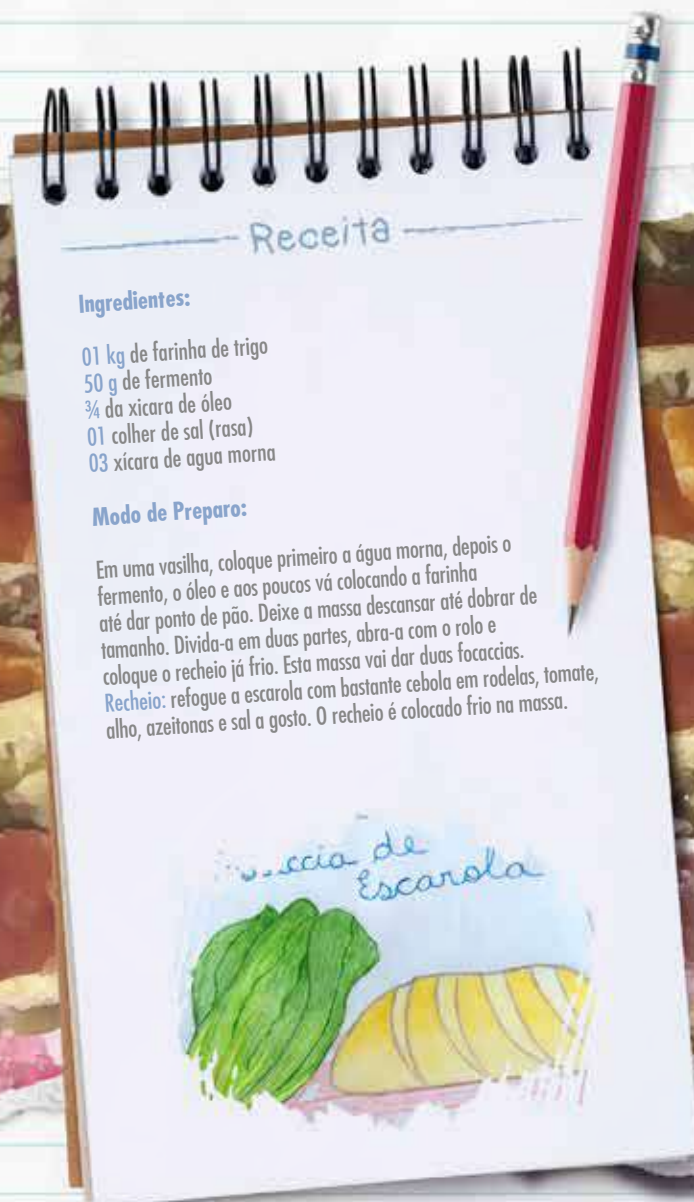 Receita
Ingredientes:
01 kg de farinha de trigo
50 g de fermento
¾ da xicara de óleo
01 colher de sal (rasa)
03 xícara de agua morna
Modo de Preparo:
Em uma vasilha, coloque primeiro a água morna, depois o
fermento, o óleo e aos poucos vá colocando a farinha
até dar ponto de pão. Deixe a massa descansar até dobrar de
tamanho. Divida-a em duas partes, abra-a com o rolo e
coloque o recheio já frio. Esta massa vai dar duas focaccias.
Recheio: refogue a escarola com bastante cebola em rodelas, tomate,
alho, azeitonas e sal a gosto. O recheio é colocado frio na massa.
de
Escarola